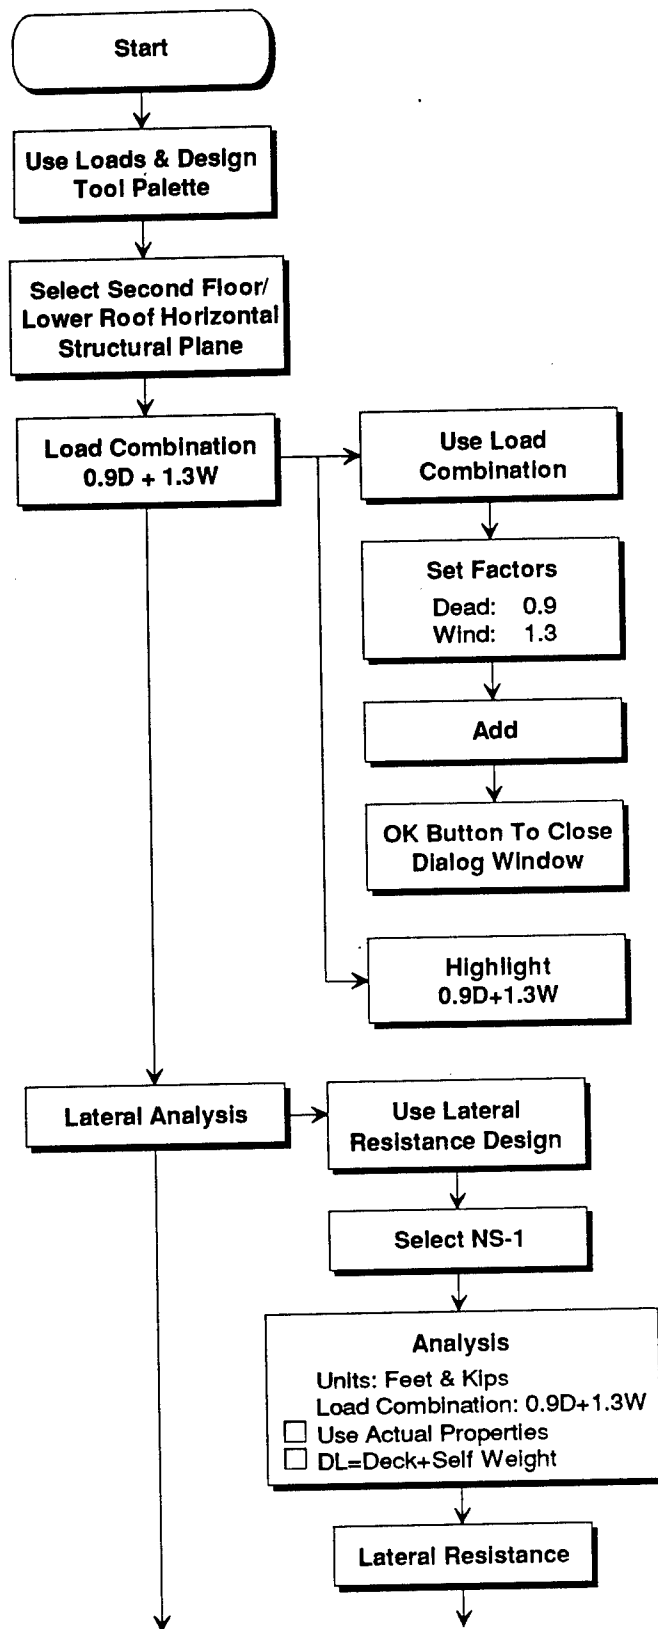 Start
Use Loads & Design
Tool Palette
Select Second Floor/
Lower Roof Horizontal
Structural Plane
Load Combination
0.9D + 1.3W
Use Load
Combination
Set Factors
Dead: 0.9
Wind: 1.3
Add
OK Button To Close
Dialog Window
Highlight
0.9D+1.3W
Lateral Analysis
Use Lateral
Resistance Design
Select NS-1
Analysis
Units: Feet & Kips
Load Combination: 0.9D+1.3W
Use Actual Properties
DL=Deck+Self Weight
Lateral Resistance